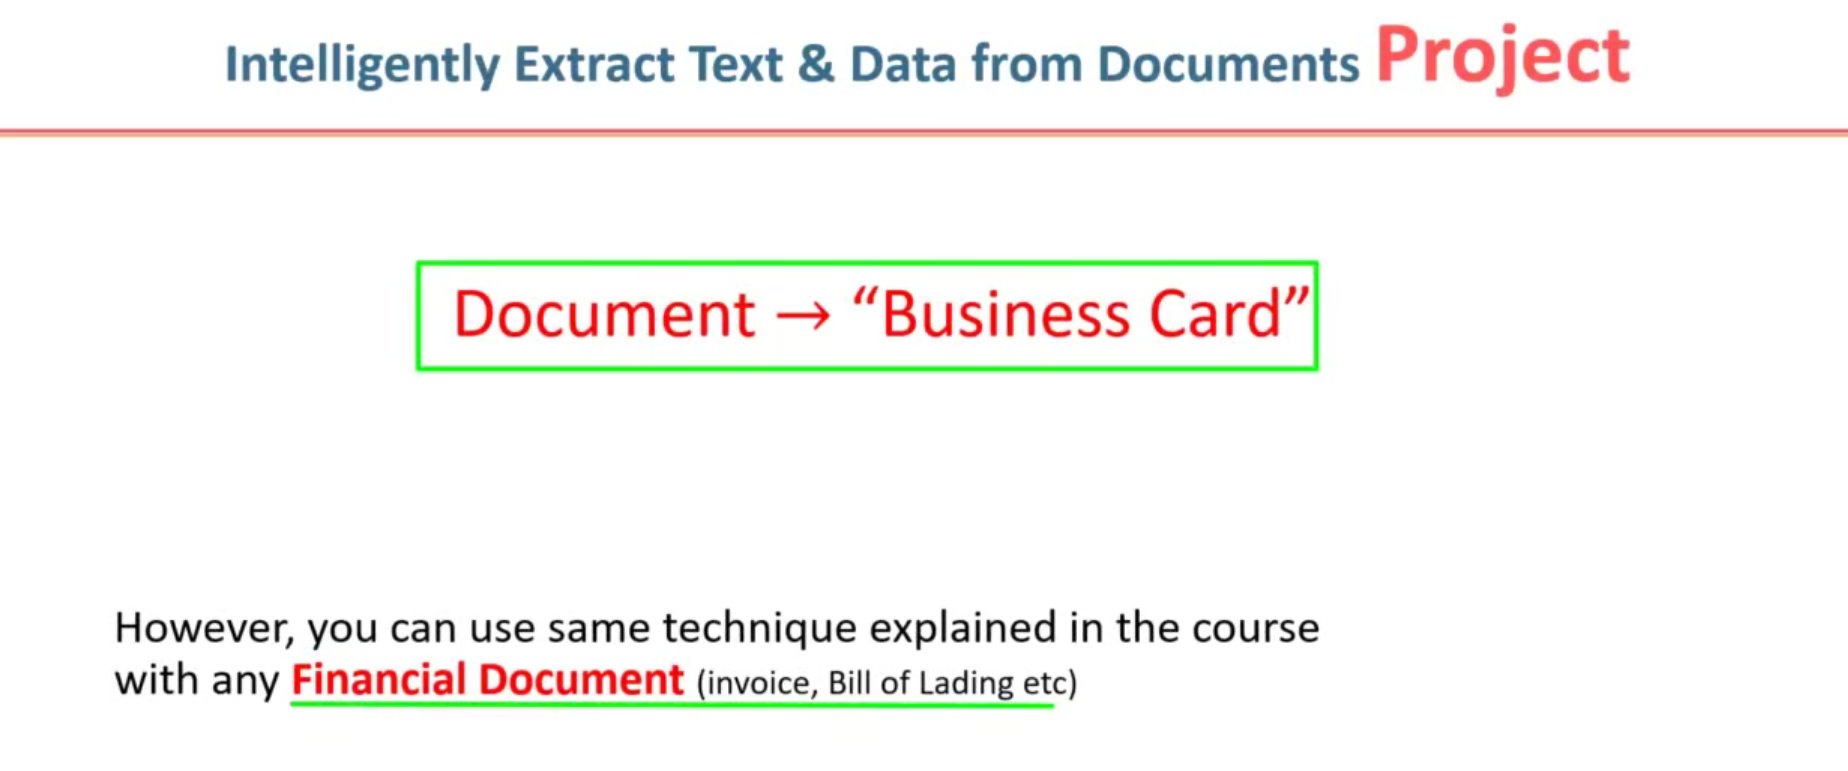 Intelligently Extract Text & Data from Documents Project
Document → “Business Card”
However, you can use same technique explained in the course
with any Financial Document (invoice, Bill of Lading etc)